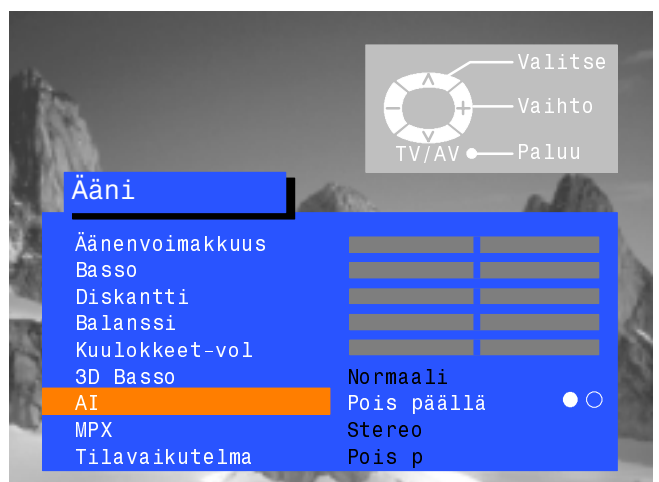 Valitse
Vaihto
TV/AV Paluu
Ääni
Äänenvoimakkuus
Basso
Diskantti
Balanssi
Kuulokkeet-vol
3D Basso Normaali
AI Pois päällä
MPX Stereo
Tilavaikutelma Pois p